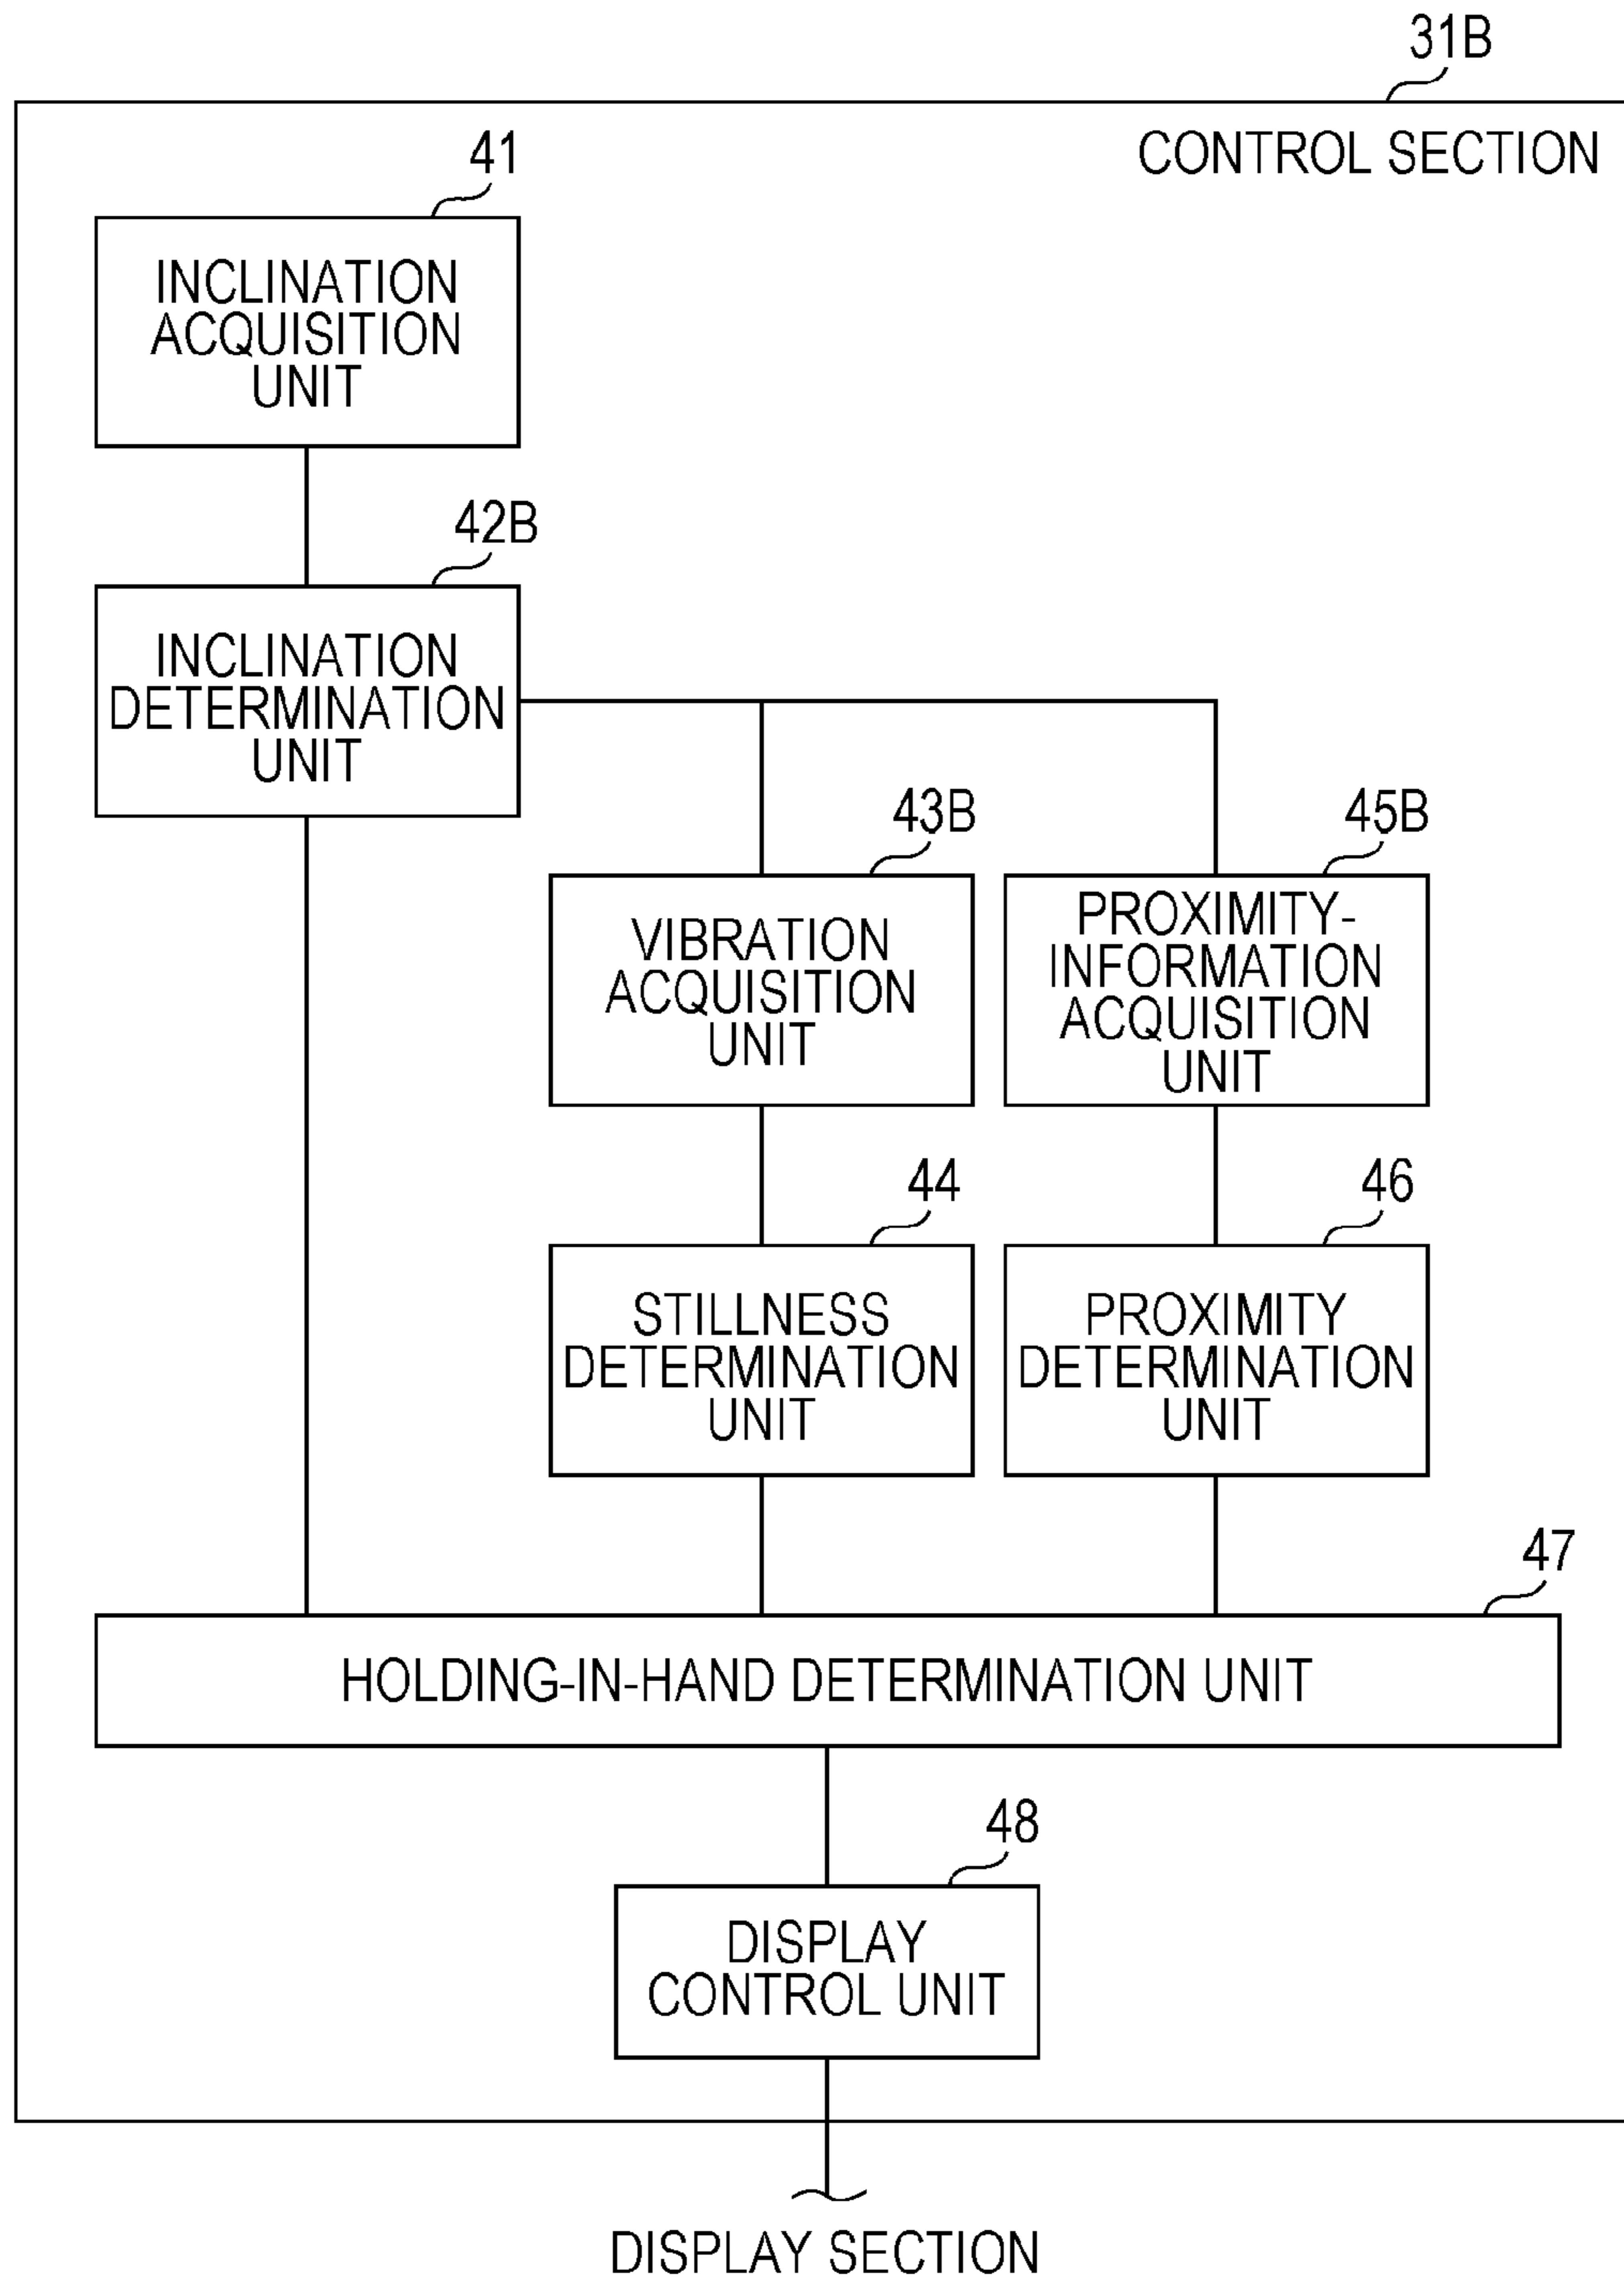 31B
CONTROL SECTION
41
INCLINATION
ACQUISITION
UNIT
42B
INCLINATION
DETERMINATION
UNIT
43B
VIBRATION
ACQUISITION
UNIT
45B
PROXIMITY-
INFORMATION
ACQUISITION
UNIT
44
STILLNESS
DETERMINATION
UNIT
46
PROXIMITY
DETERMINATION
UNIT
47
HOLDING-IN-HAND DETERMINATION UNIT
48
DISPLAY
CONTROL UNIT
DISPLAY SECTION